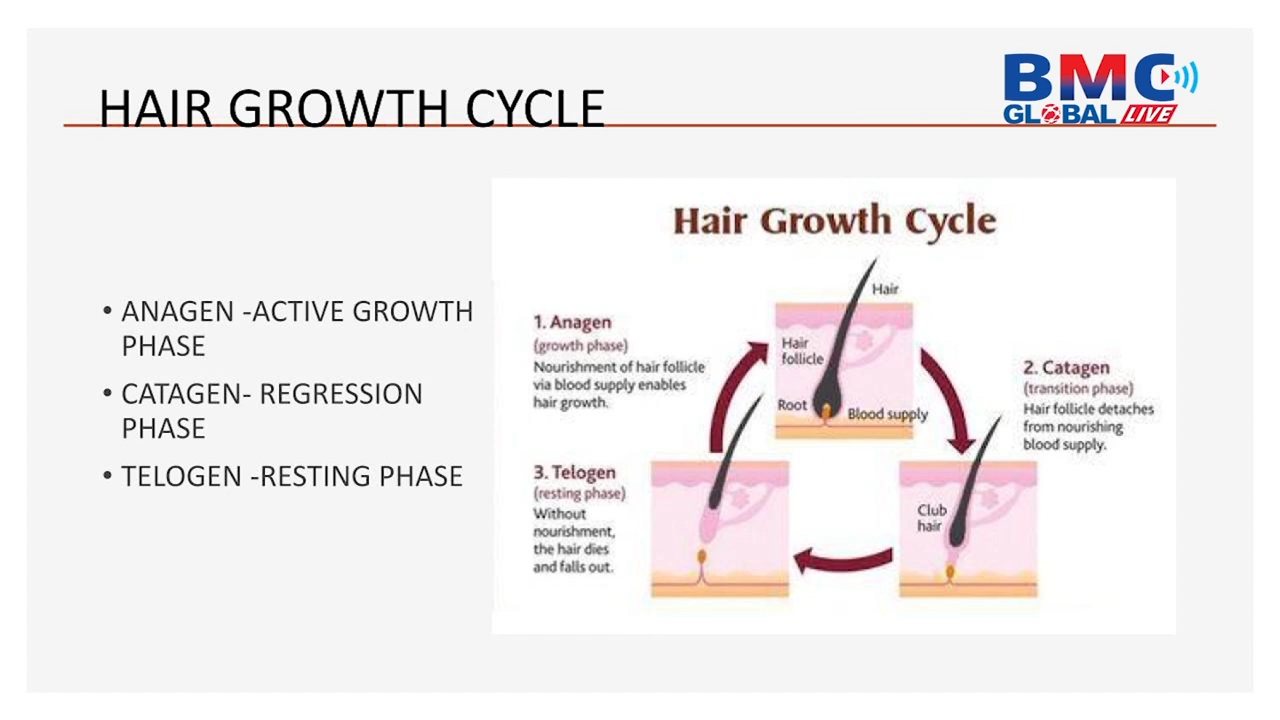 HAIR GROWTH CYCLE
BMC
GLOBAL LIVE
• ANAGEN -ACTIVE GROWTH
PHASE
• CATAGEN- REGRESSION
PHASE
• TELOGEN -RESTING PHASE
Hair Growth Cycle
Hair
1. Anagen
(growth phase)
Nourishment of hair follicle
via blood supply enables
hair growth.
Hair
follicle
Root
Blood supply
2. Catagen
(transition phase)
Hair follicle detaches
from nourishing
blood supply.
Club
hair
3. Telogen
(resting phase)
Without
nourishment,
the hair dies
and falls out.